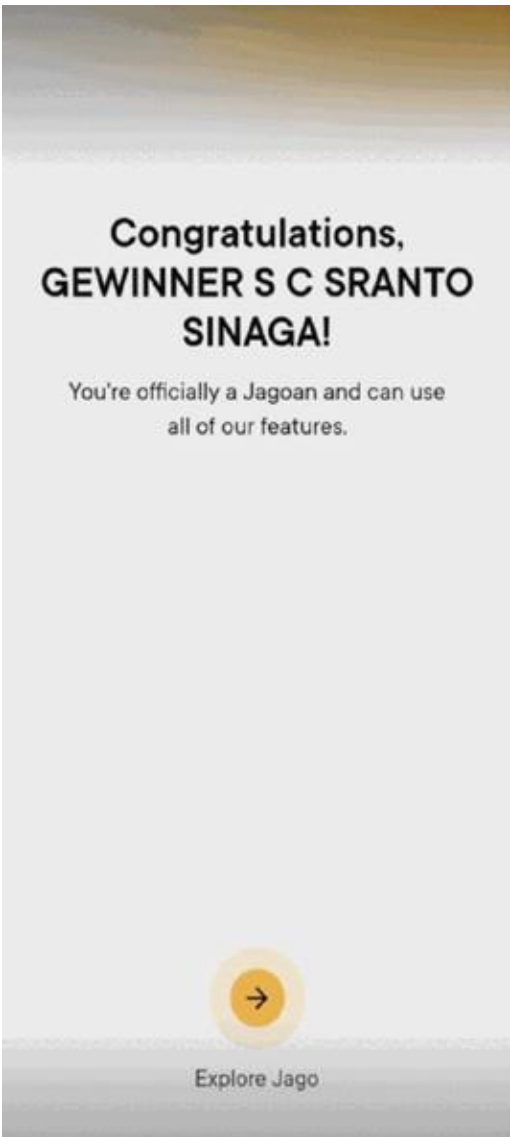 Congratulations,
GEWINNER S C SRANTO
SINAGA!
You're officially a Jagoan and can use
all of our features.
Explore Jago